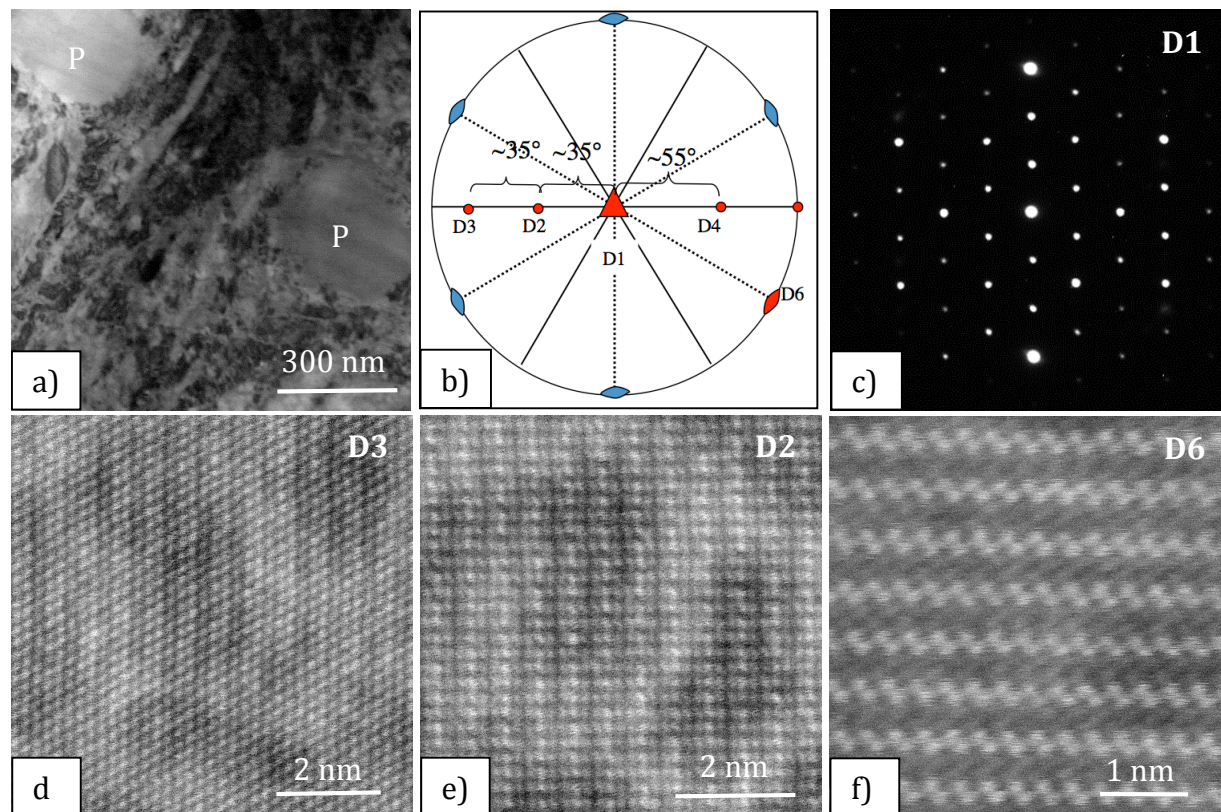 P
P
300 nm
a)
~35° ~35° ~55°
D3 D2 D4
D1
D6
b)
D1
c)
D3
2 nm
d
D2
2 nm
e)
D6
1 nm
f)